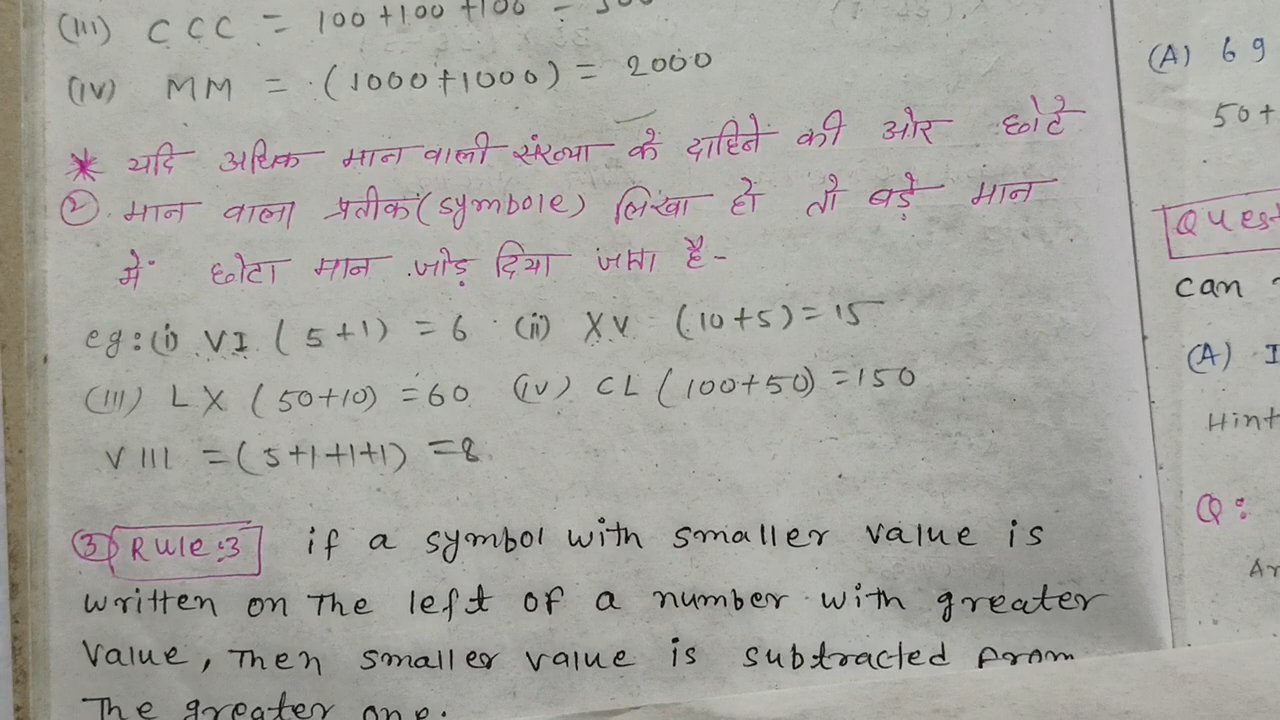 (III) CCC = 100+100+100 =
(IV) MM = (1000+1000) = 2000
* यदि अधिक मान वाली संख्या के दाहिने की ओर छोटे
② मान वाला प्रतीक (symbole) लिखा हो तो बड़े मान
में छोटा मान जोड़ दिया जाता है-
eg:(i) VI (5+1) = 6 (ii) XV (10+5)=15
(III) LX (50+10) =60 (IV) CL (100+50) =150
VIII =(5+1+1+1) =8
③ RUle:3 if a symbol with smaller value is
written on The left of a number with greater
value, Then smaller value is subtracted from
The greater one.
(A) 69
50+
Quest
can
(A) I
Hint
Q: